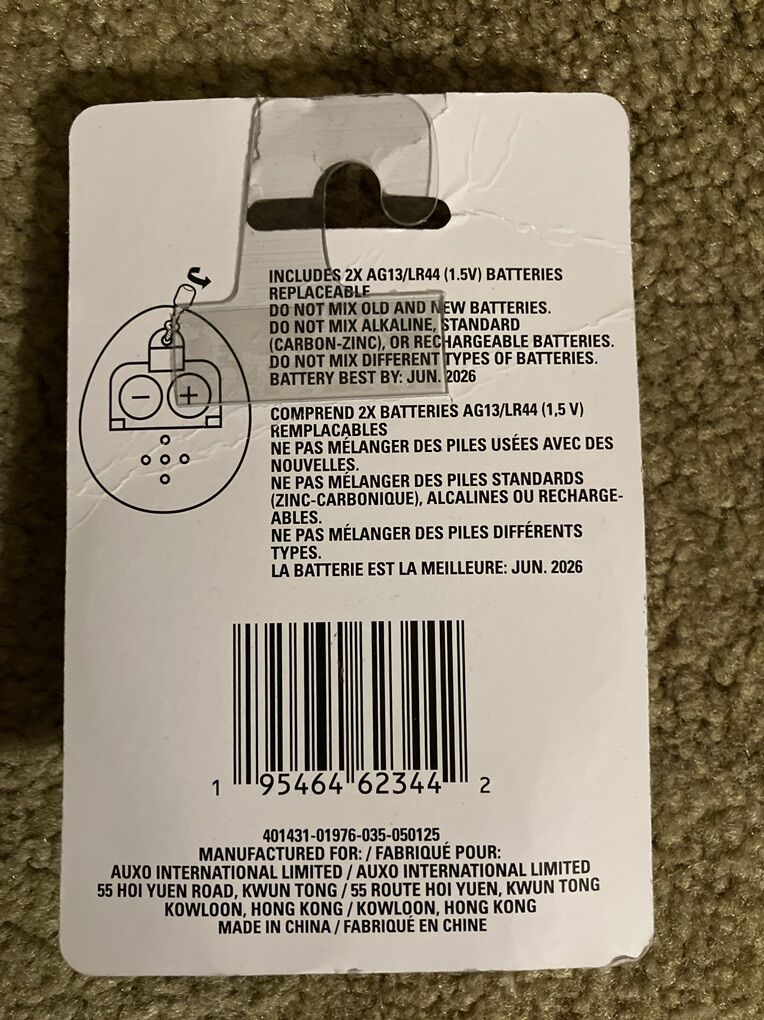 INCLUDES 2X AG13/LR44 (1.5V) BATTERIES
REPLACEABLE
DO NOT MIX OLD AND NEW BATTERIES.
DO NOT MIX ALKALINE, STANDARD
(CARBON-ZINC), OR RECHARGEABLE BATTERIES.
DO NOT MIX DIFFERENT TYPES OF BATTERIES.
BATTERY BEST BY: JUN. 2026
COMPREND 2X BATTERIES AG13/LR44 (1,5 V)
REMPLACABLES
NE PAS MÉLANGER DES PILES USÉES AVEC DES
NOUVELLES.
NE PAS MÉLANGER DES PILES STANDARDS
(ZINC-CARBONIQUE), ALCALINES OU RECHARGE-
ABLES.
NE PAS MÉLANGER DES PILES DIFFÉRENTS
TYPES.
LA BATTERIE EST LA MEILLEURE: JUN. 2026
− +
1 95464 62344 2
401431-01976-035-050125
MANUFACTURED FOR: / FABRIQUÉ POUR:
AUXO INTERNATIONAL LIMITED / AUXO INTERNATIONAL LIMITED
55 HOI YUEN ROAD, KWUN TONG / 55 ROUTE HOI YUEN, KWUN TONG
KOWLOON, HONG KONG / KOWLOON, HONG KONG
MADE IN CHINA / FABRIQUÉ EN CHINE